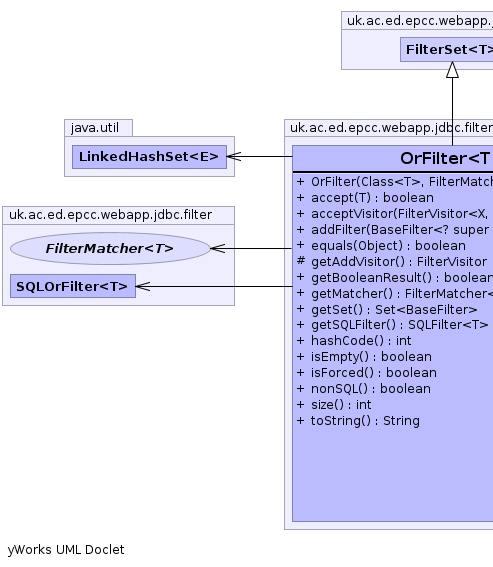 uk.ac.ed.epcc.webapp.j
FilterSet<T>
java.util
LinkedHashSet<E>
uk.ac.ed.epcc.webapp.jdbc.filter
OrFilter<T
+ OrFilter(Class<T>, FilterMatch
+ accept(T) : boolean
+ acceptVisitor(FilterVisitor<X,
+ addFilter(BaseFilter<? super
+ equals(Object) : boolean
# getAddVisitor() : FilterVisitor
+ getBooleanResult() : boolean
+ getMatcher() : FilterMatcher<
+ getSet() : Set<BaseFilter>
+ getSQLFilter() : SQLFilter<T>
+ hashCode() : int
+ isEmpty() : boolean
+ isForced() : boolean
+ nonSQL() : boolean
+ size() : int
+ toString() : String
uk.ac.ed.epcc.webapp.jdbc.filter
FilterMatcher<T>
SQLOrFilter<T>
yWorks UML Doclet